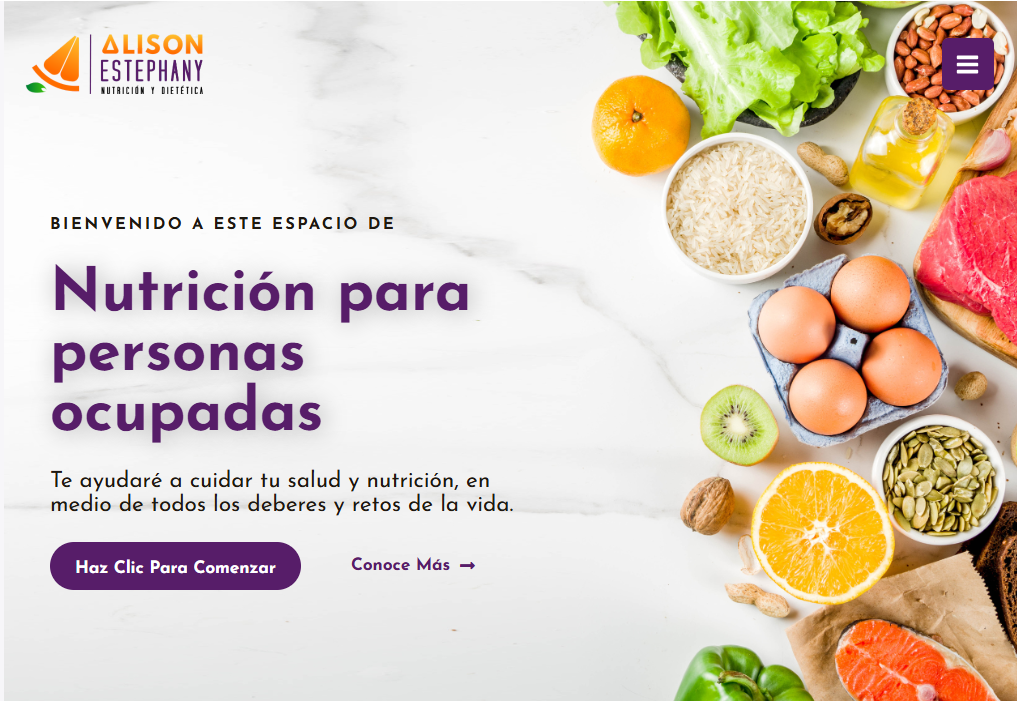 ALISON
ESTEPHANY
NUTRICIÓN Y DIETÉTICA
BIENVENIDO A ESTE ESPACIO DE
Nutrición para
personas
ocupadas
Te ayudaré a cuidar tu salud y nutrición, en
medio de todos los deberes y retos de la vida.
Haz Clic Para Comenzar
Conoce Más →